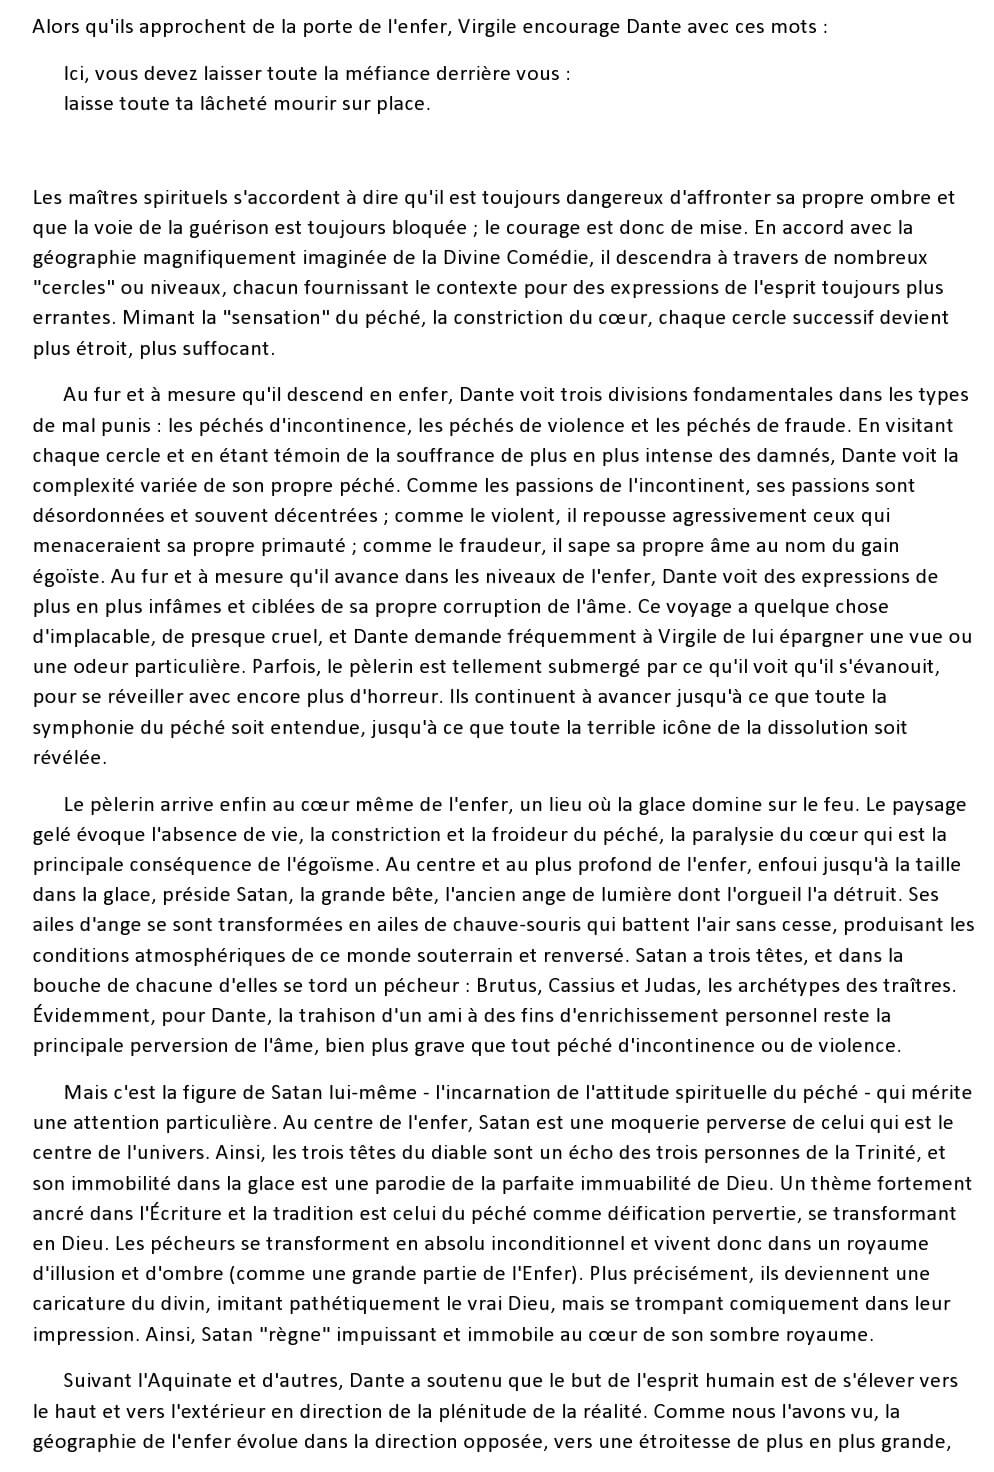 Alors qu'ils approchent de la porte de l'enfer, Virgile encourage Dante avec ces mots :
Ici, vous devez laisser toute la méfiance derrière vous :
laisse toute ta lâcheté mourir sur place.
Les maîtres spirituels s'accordent à dire qu'il est toujours dangereux d'affronter sa propre ombre et
que la voie de la guérison est toujours bloquée ; le courage est donc de mise. En accord avec la
géographie magnifiquement imaginée de la Divine Comédie, il descendra à travers de nombreux
"cercles" ou niveaux, chacun fournissant le contexte pour des expressions de l'esprit toujours plus
errantes. Mimant la "sensation" du péché, la constriction du cœur, chaque cercle successif devient
plus étroit, plus suffocant.
Au fur et à mesure qu'il descend en enfer, Dante voit trois divisions fondamentales dans les types
de mal punis : les péchés d'incontinence, les péchés de violence et les péchés de fraude. En visitant
chaque cercle et en étant témoin de la souffrance de plus en plus intense des damnés, Dante voit la
complexité variée de son propre péché. Comme les passions de l'incontinent, ses passions sont
désordonnées et souvent décentrées ; comme le violent, il repousse agressivement ceux qui
menaceraient sa propre primauté ; comme le fraudeur, il sape sa propre âme au nom du gain
égoïste. Au fur et à mesure qu'il avance dans les niveaux de l'enfer, Dante voit des expressions de
plus en plus infâmes et ciblées de sa propre corruption de l'âme. Ce voyage a quelque chose
d'implacable, de presque cruel, et Dante demande fréquemment à Virgile de lui épargner une vue ou
une odeur particulière. Parfois, le pèlerin est tellement submergé par ce qu'il voit qu'il s'évanouit,
pour se réveiller avec encore plus d'horreur. Ils continuent à avancer jusqu'à ce que toute la
symphonie du péché soit entendue, jusqu'à ce que toute la terrible icône de la dissolution soit
révélée.
Le pèlerin arrive enfin au cœur même de l'enfer, un lieu où la glace domine sur le feu. Le paysage
gelé évoque l'absence de vie, la constriction et la froideur du péché, la paralysie du cœur qui est la
principale conséquence de l'égoïsme. Au centre et au plus profond de l'enfer, enfoui jusqu'à la taille
dans la glace, préside Satan, la grande bête, l'ancien ange de lumière dont l'orgueil l'a détruit. Ses
ailes d'ange se sont transformées en ailes de chauve-souris qui battent l'air sans cesse, produisant les
conditions atmosphériques de ce monde souterrain et renversé. Satan a trois têtes, et dans la
bouche de chacune d'elles se tord un pécheur : Brutus, Cassius et Judas, les archétypes des traîtres.
Évidemment, pour Dante, la trahison d'un ami à des fins d'enrichissement personnel reste la
principale perversion de l'âme, bien plus grave que tout péché d'incontinence ou de violence.
Mais c'est la figure de Satan lui-même - l'incarnation de l'attitude spirituelle du péché - qui mérite
une attention particulière. Au centre de l'enfer, Satan est une moquerie perverse de celui qui est le
centre de l'univers. Ainsi, les trois têtes du diable sont un écho des trois personnes de la Trinité, et
son immobilité dans la glace est une parodie de la parfaite immuabilité de Dieu. Un thème fortement
ancré dans l'Écriture et la tradition est celui du péché comme déification pervertie, se transformant
en Dieu. Les pécheurs se transforment en absolu inconditionnel et vivent donc dans un royaume
d'illusion et d'ombre (comme une grande partie de l'Enfer). Plus précisément, ils deviennent une
caricature du divin, imitant pathétiquement le vrai Dieu, mais se trompant comiquement dans leur
impression. Ainsi, Satan "règne" impuissant et immobile au cœur de son sombre royaume.
Suivant l'Aquinate et d'autres, Dante a soutenu que le but de l'esprit humain est de s'élever vers
le haut et vers l'extérieur en direction de la plénitude de la réalité. Comme nous l'avons vu, la
géographie de l'enfer évolue dans la direction opposée, vers une étroitesse de plus en plus grande,